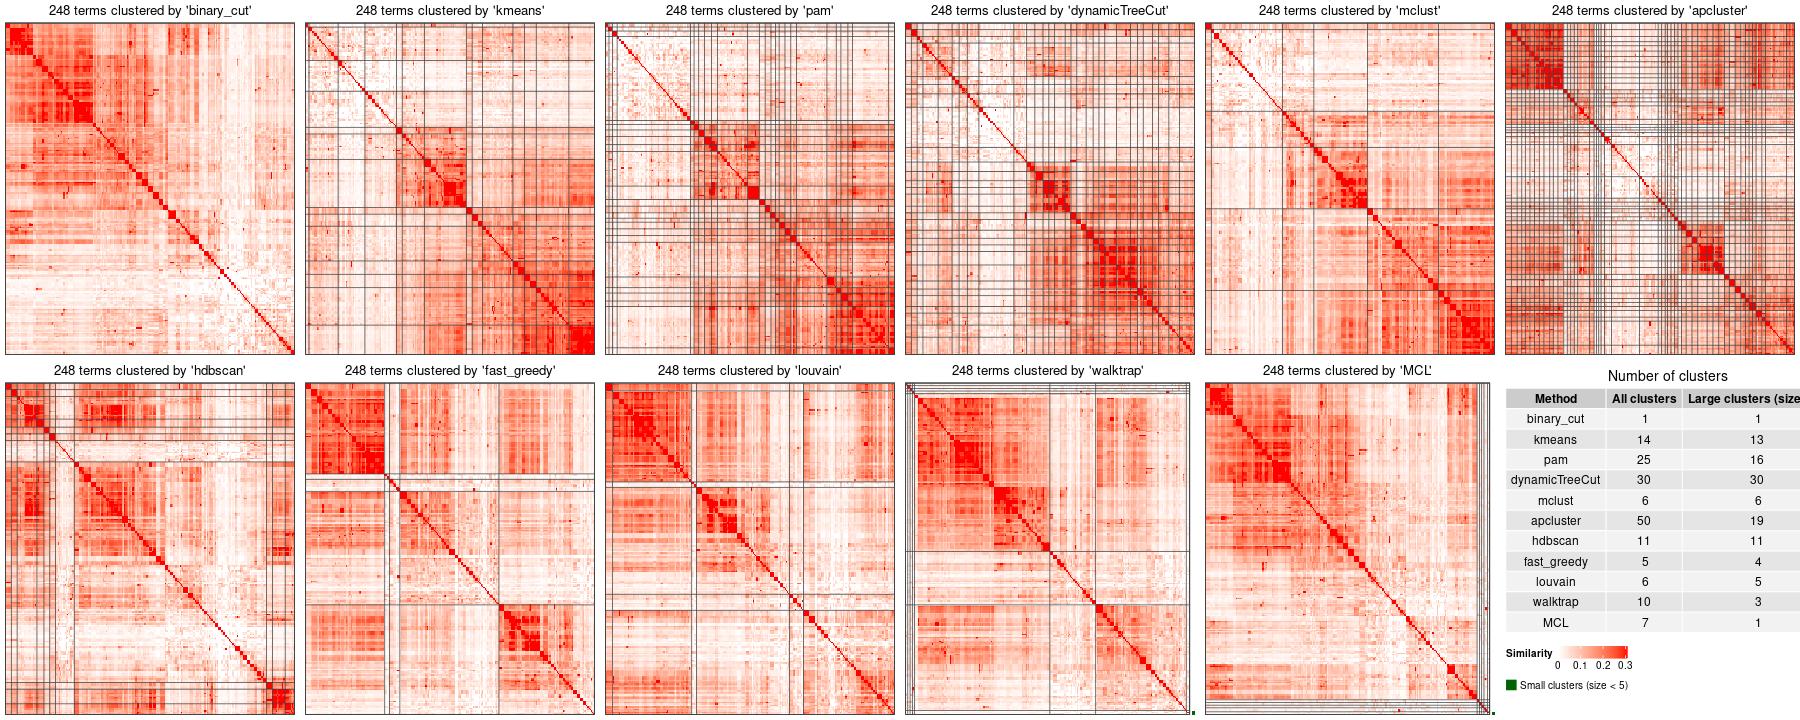 248 terms clustered by 'binary_cut'
248 terms clustered by 'kmeans'
248 terms clustered by 'pam'
248 terms clustered by 'dynamicTreeCut'
248 terms clustered by 'mclust'
248 terms clustered by 'apcluster'
248 terms clustered by 'hdbscan'
248 terms clustered by 'fast_greedy'
248 terms clustered by 'louvain'
248 terms clustered by 'walktrap'
248 terms clustered by 'MCL'
Number of clusters
Method All clusters Large clusters (size
binary_cut 1 1
kmeans 14 13
pam 25 16
dynamicTreeCut 30 30
mclust 6 6
apcluster 50 19
hdbscan 11 11
fast_greedy 5 4
louvain 6 5
walktrap 10 3
MCL 7 1
Similarity
0 0.1 0.2 0.3
Small clusters (size < 5)